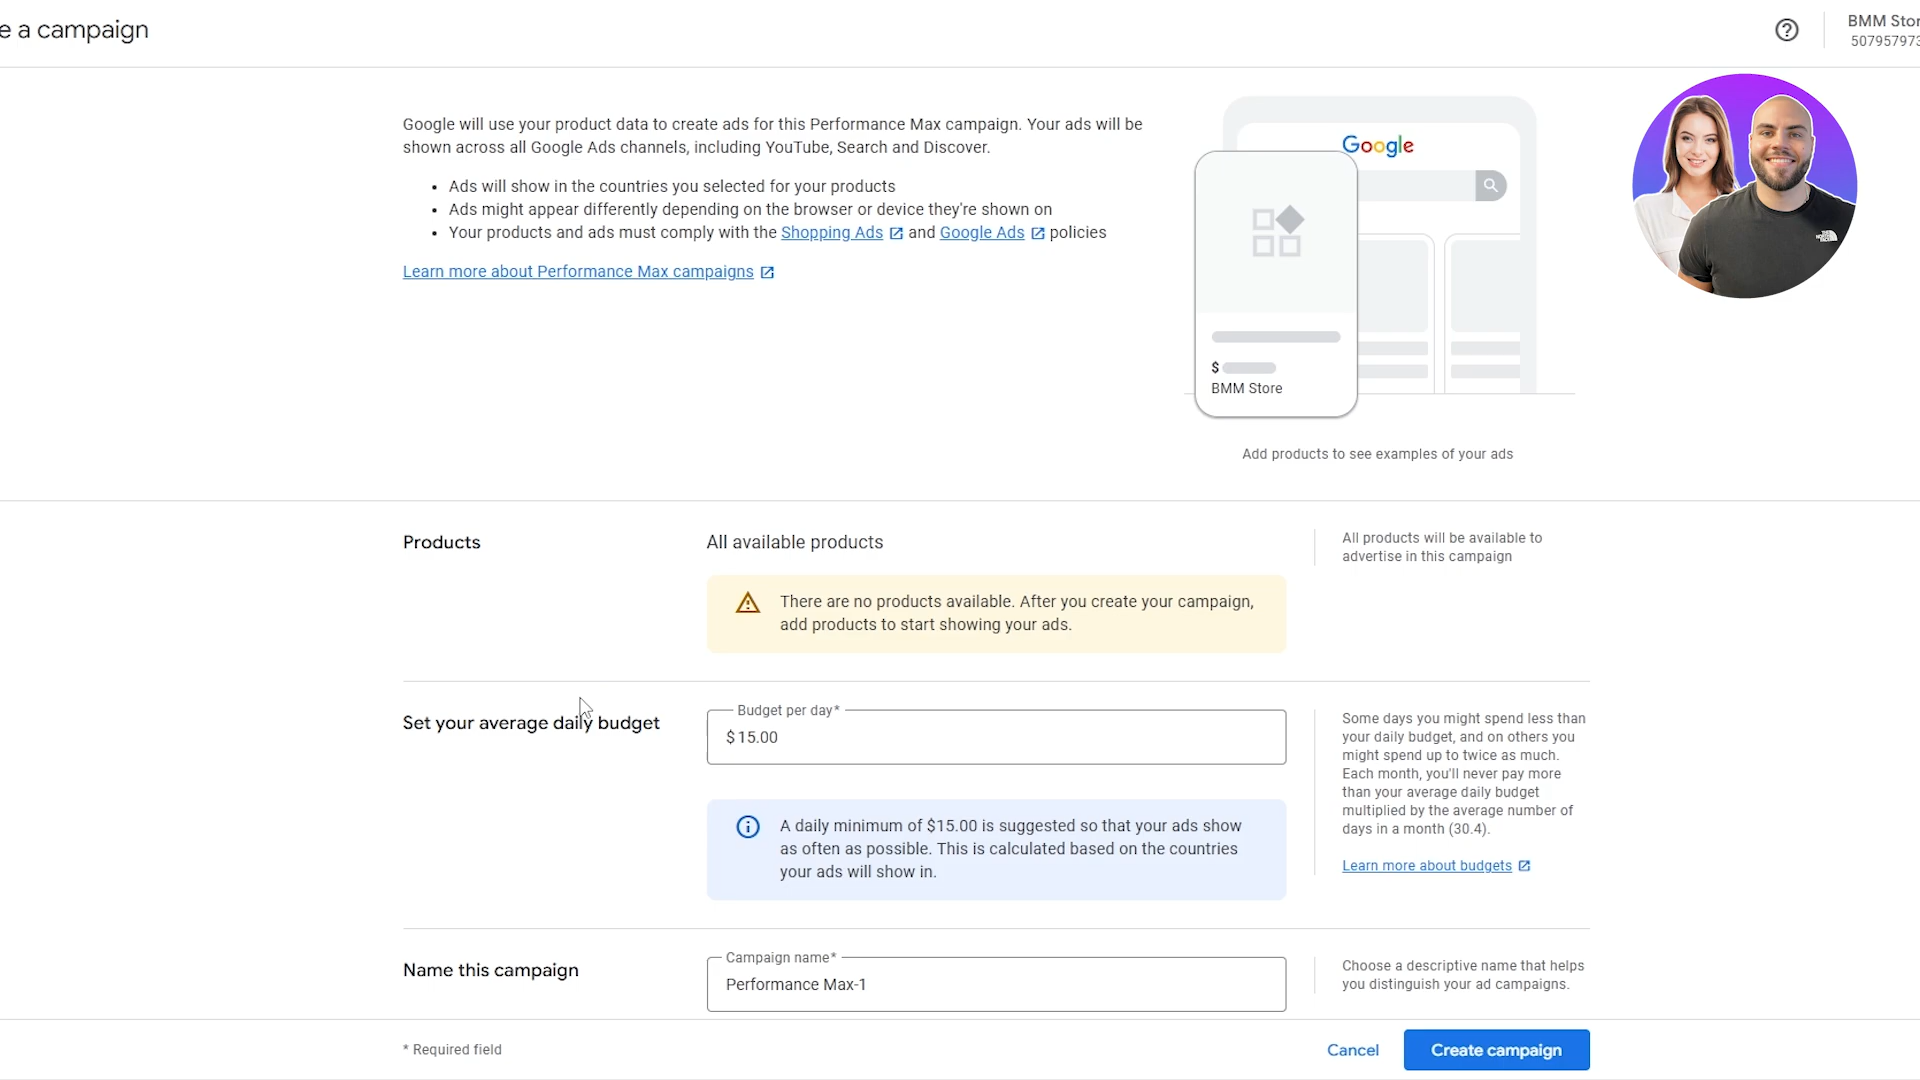 e a campaign
BMM Stor
507957973
Google will use your product data to create ads for this Performance Max campaign. Your ads will be
shown across all Google Ads channels, including YouTube, Search and Discover.
• Ads will show in the countries you selected for your products
• Ads might appear differently depending on the browser or device they're shown on
• Your products and ads must comply with the Shopping Ads and Google Ads policies
Learn more about Performance Max campaigns
Google
$
BMM Store
Add products to see examples of your ads
THE NORTH FACE
Products
All available products
There are no products available. After you create your campaign,
add products to start showing your ads.
All products will be available to
advertise in this campaign
Set your average daily budget
Budget per day*
$ 15.00
A daily minimum of $15.00 is suggested so that your ads show
as often as possible. This is calculated based on the countries
your ads will show in.
Some days you might spend less than
your daily budget, and on others you
might spend up to twice as much.
Each month, you'll never pay more
than your average daily budget
multiplied by the average number of
days in a month (30.4).
Learn more about budgets
Name this campaign
Campaign name*
Performance Max-1
Choose a descriptive name that helps
you distinguish your ad campaigns.
* Required field
Cancel
Create campaign